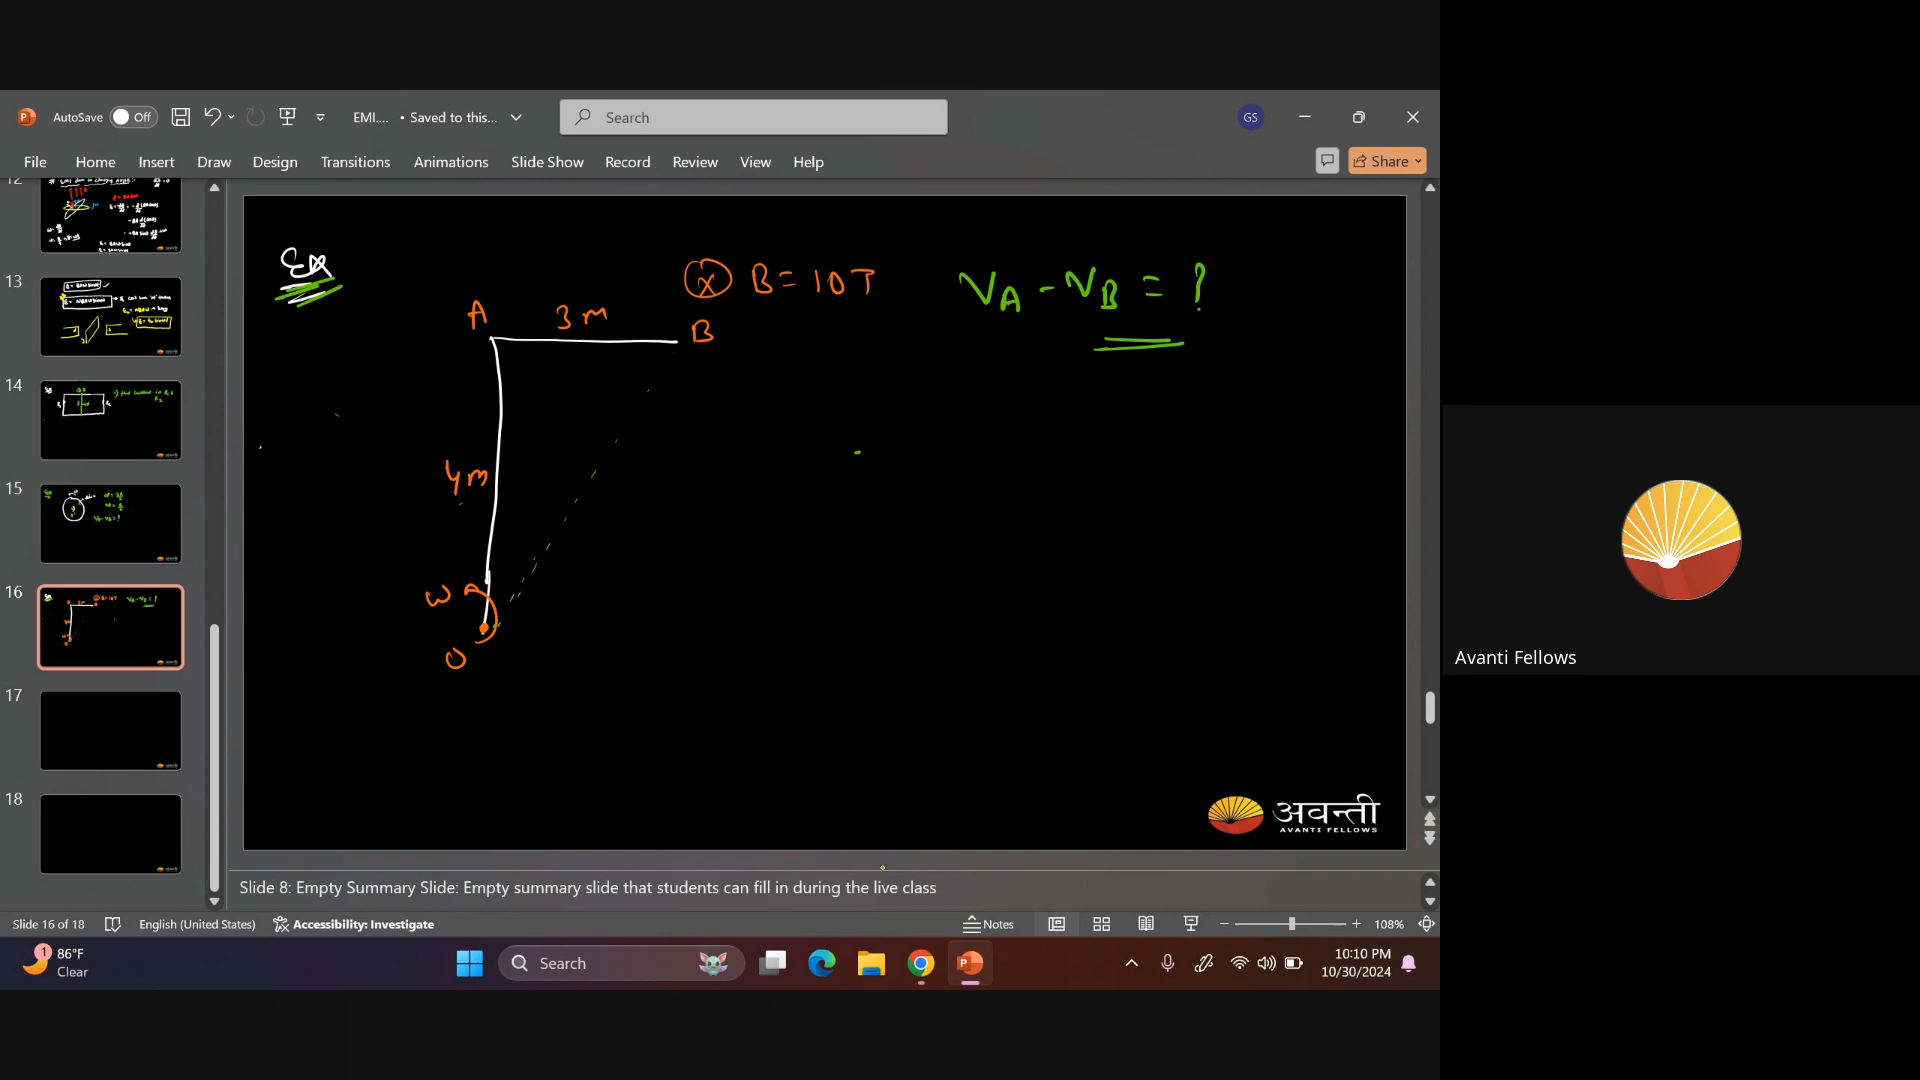 AutoSave Off EMI.... • Saved to this... Search GS
File Home Insert Draw Design Transitions Animations Slide Show Record Review View Help Share
12
13
14
15
16
17
18
Ex
⊗ B = 10T VA - VB = ?
A 3m B
4m
ω
O
अवन्ती
AVANTI FELLOWS
Avanti Fellows
Slide 8: Empty Summary Slide: Empty summary slide that students can fill in during the live class
Slide 16 of 18 English (United States) Accessibility: Investigate Notes 108%
1 86°F
Clear
Search
10:10 PM
10/30/2024